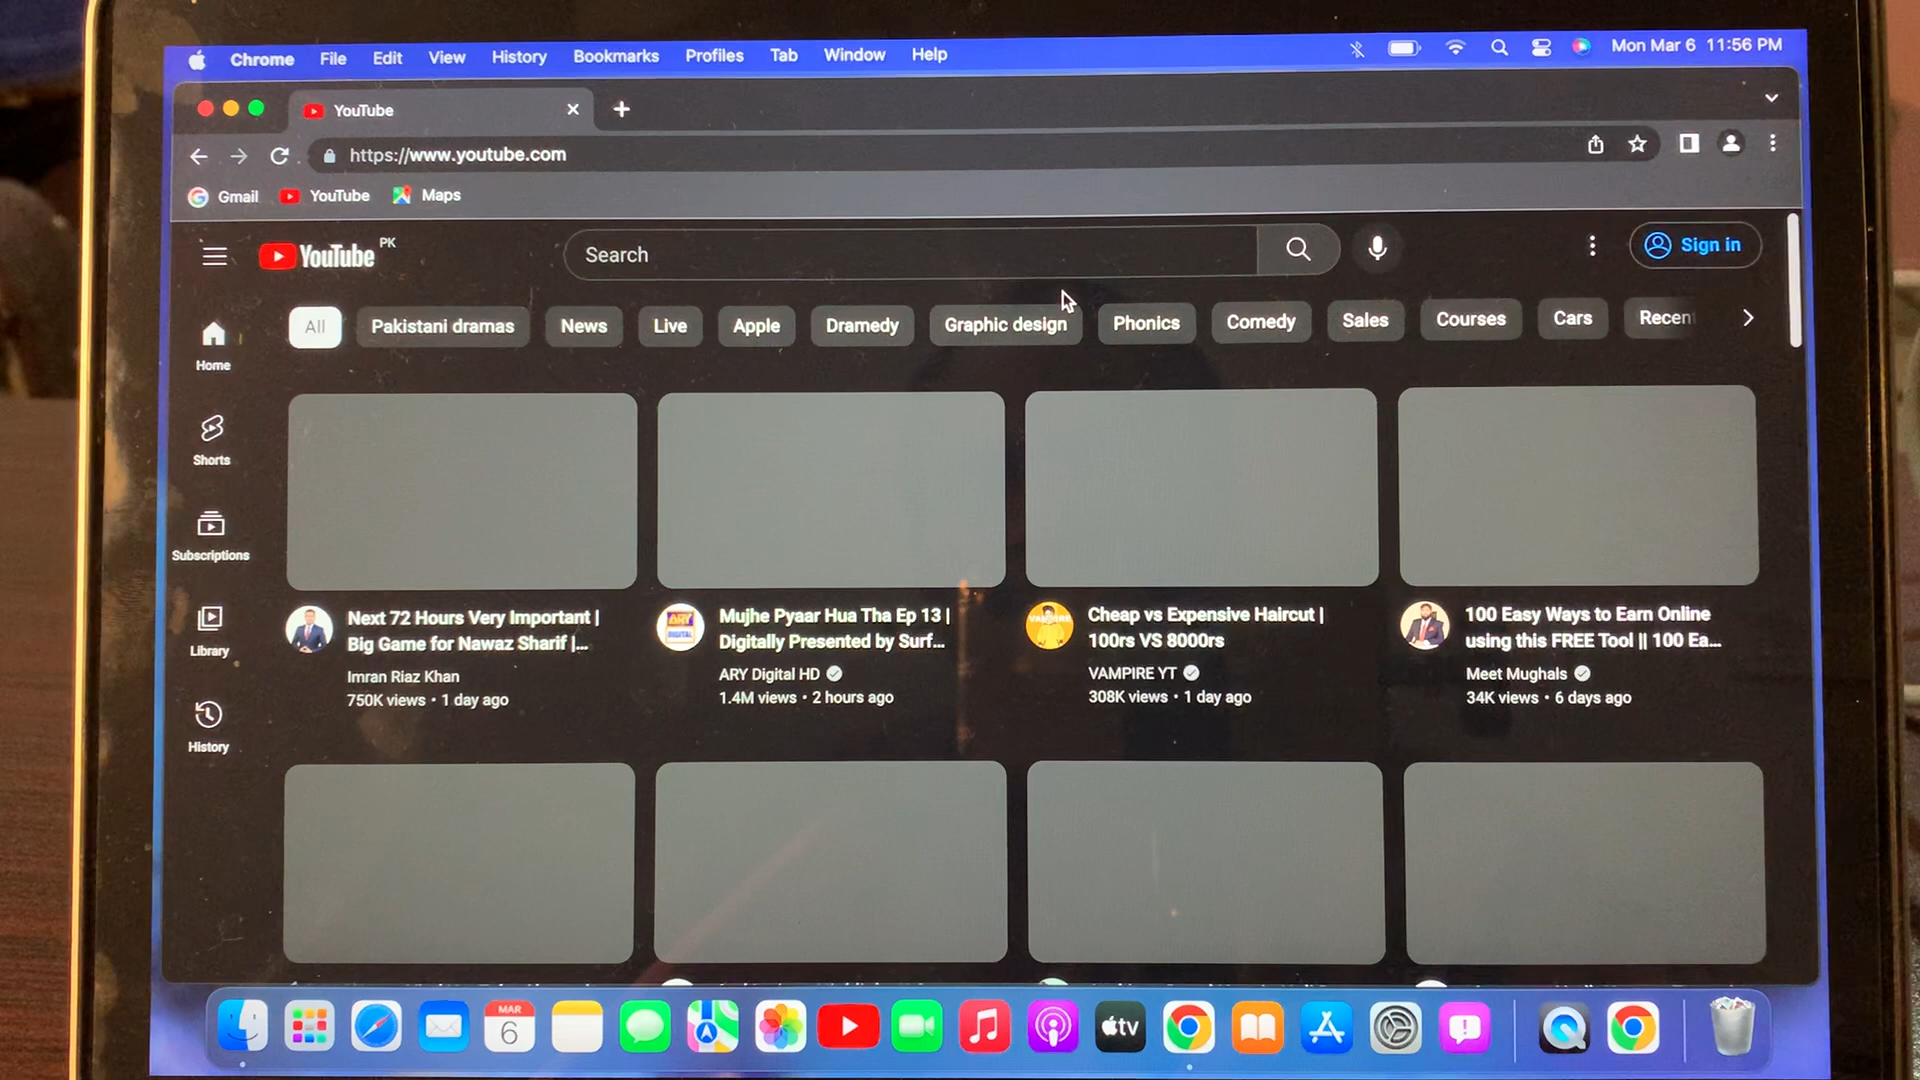 Chrome File Edit View History Bookmarks Profiles Tab Window Help Mon Mar 6 11:56 PM
YouTube
https://www.youtube.com
Gmail YouTube Maps
YouTube PK Search Sign in
All Pakistani dramas News Live Apple Dramedy Graphic design Phonics Comedy Sales Courses Cars Recen
Home
Shorts
Subscriptions
Library
History
Next 72 Hours Very Important |
Big Game for Nawaz Sharif |...
Imran Riaz Khan
750K views • 1 day ago
ARY
DIGITAL
Mujhe Pyaar Hua Tha Ep 13 |
Digitally Presented by Surf...
ARY Digital HD
1.4M views • 2 hours ago
VAMPIRE
Cheap vs Expensive Haircut |
100rs VS 8000rs
VAMPIRE YT
308K views • 1 day ago
100 Easy Ways to Earn Online
using this FREE Tool || 100 Ea...
Meet Mughals
34K views • 6 days ago
MAR
6
tv